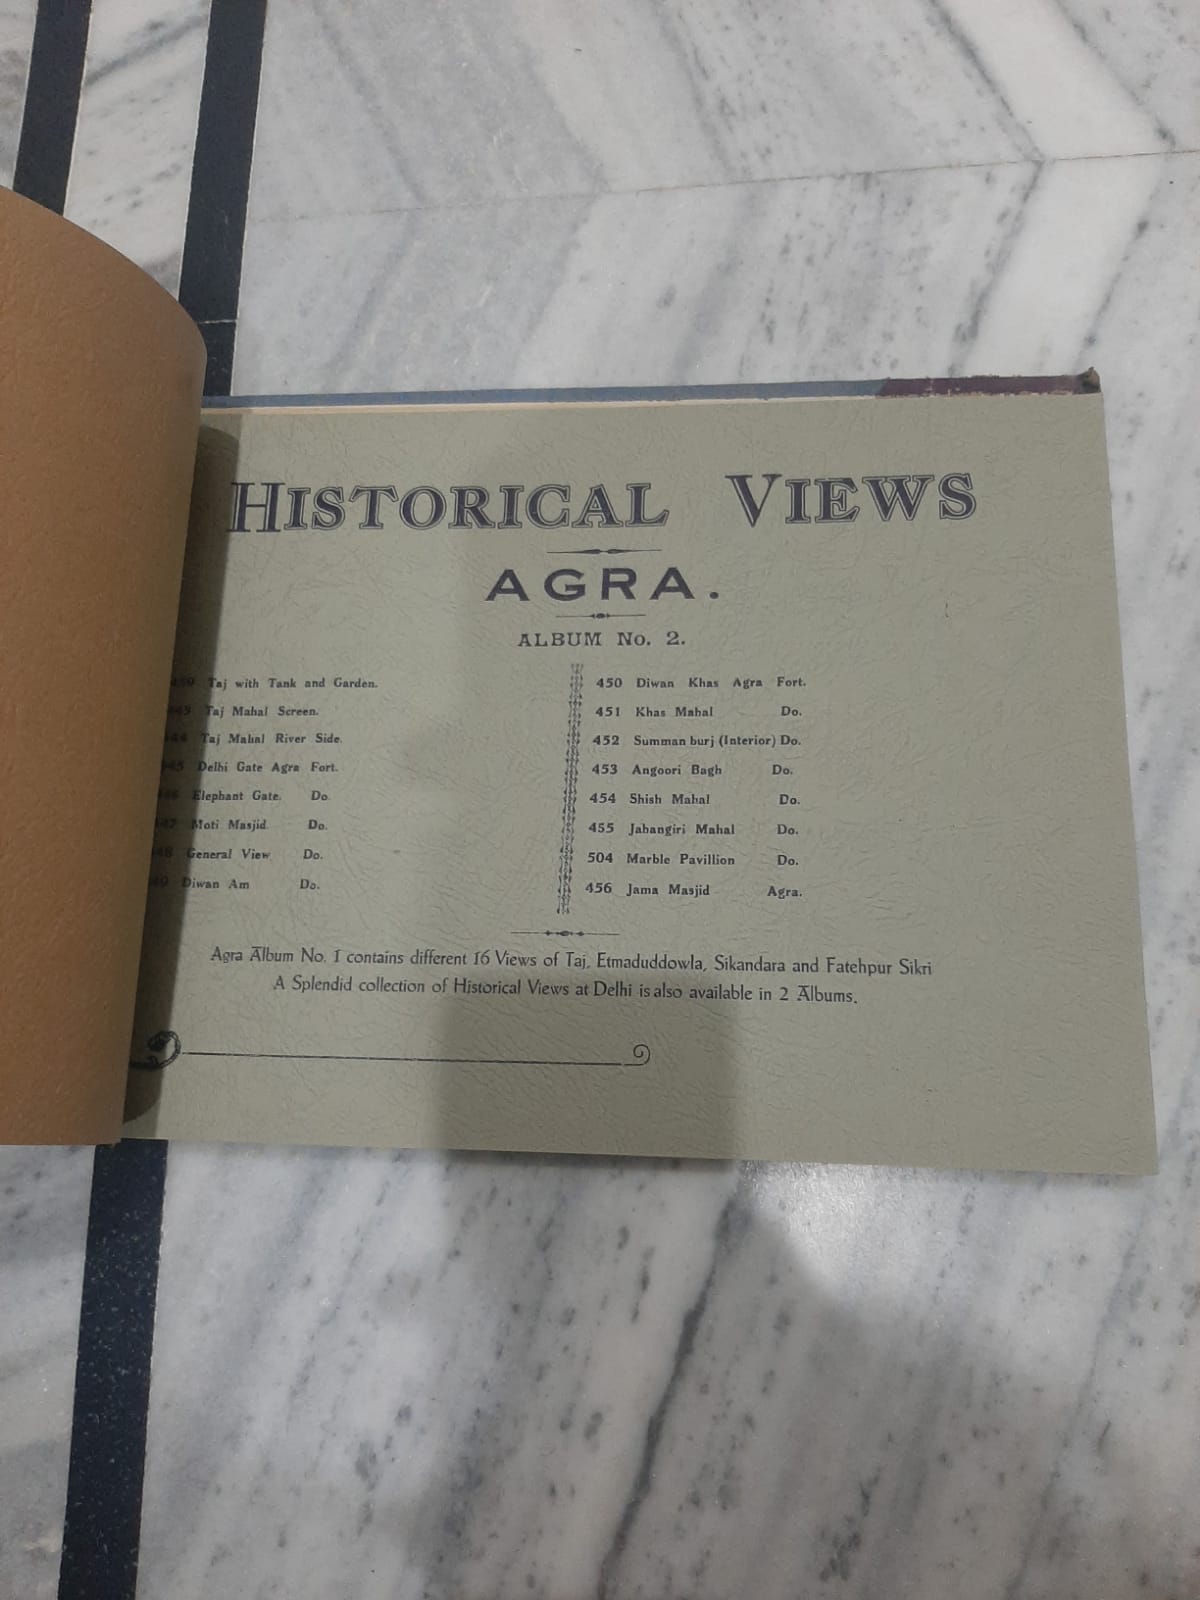 HISTORICAL VIEWS
AGRA.
ALBUM No. 2.
Taj with Tank and Garden.
Taj Mahal Screen.
Taj Mahal River Side.
Delhi Gate Agra Fort.
Elephant Gate. Do.
Moti Masjid. Do.
General View Do.
Diwan Am Do.
450 Diwan Khas Agra Fort.
451 Khas Mahal Do.
452 Summan burj (Interior) Do.
453 Angoori Bagh Do.
454 Shish Mahal Do.
455 Jahangiri Mahal Do.
504 Marble Pavillion Do.
456 Jama Masjid Agra.
Agra Album No. 1 contains different 16 Views of Taj, Etmaduddowla, Sikandara and Fatehpur Sikri
A Splendid collection of Historical Views at Delhi is also available in 2 Albums.